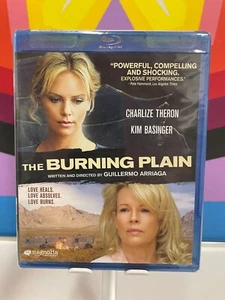 "POWERFUL, COMPELLING
AND SHOCKING.
EXPLOSIVE PERFORMANCES."
CHARLIZE THERON
KIM BASINGER
THE BURNING PLAIN
WRITTEN AND DIRECTED BY GUILLERMO ARRIAGA
LOVE HEALS.
LOVE ABSOLVES.
LOVE BURNS.
MAGNOLIA